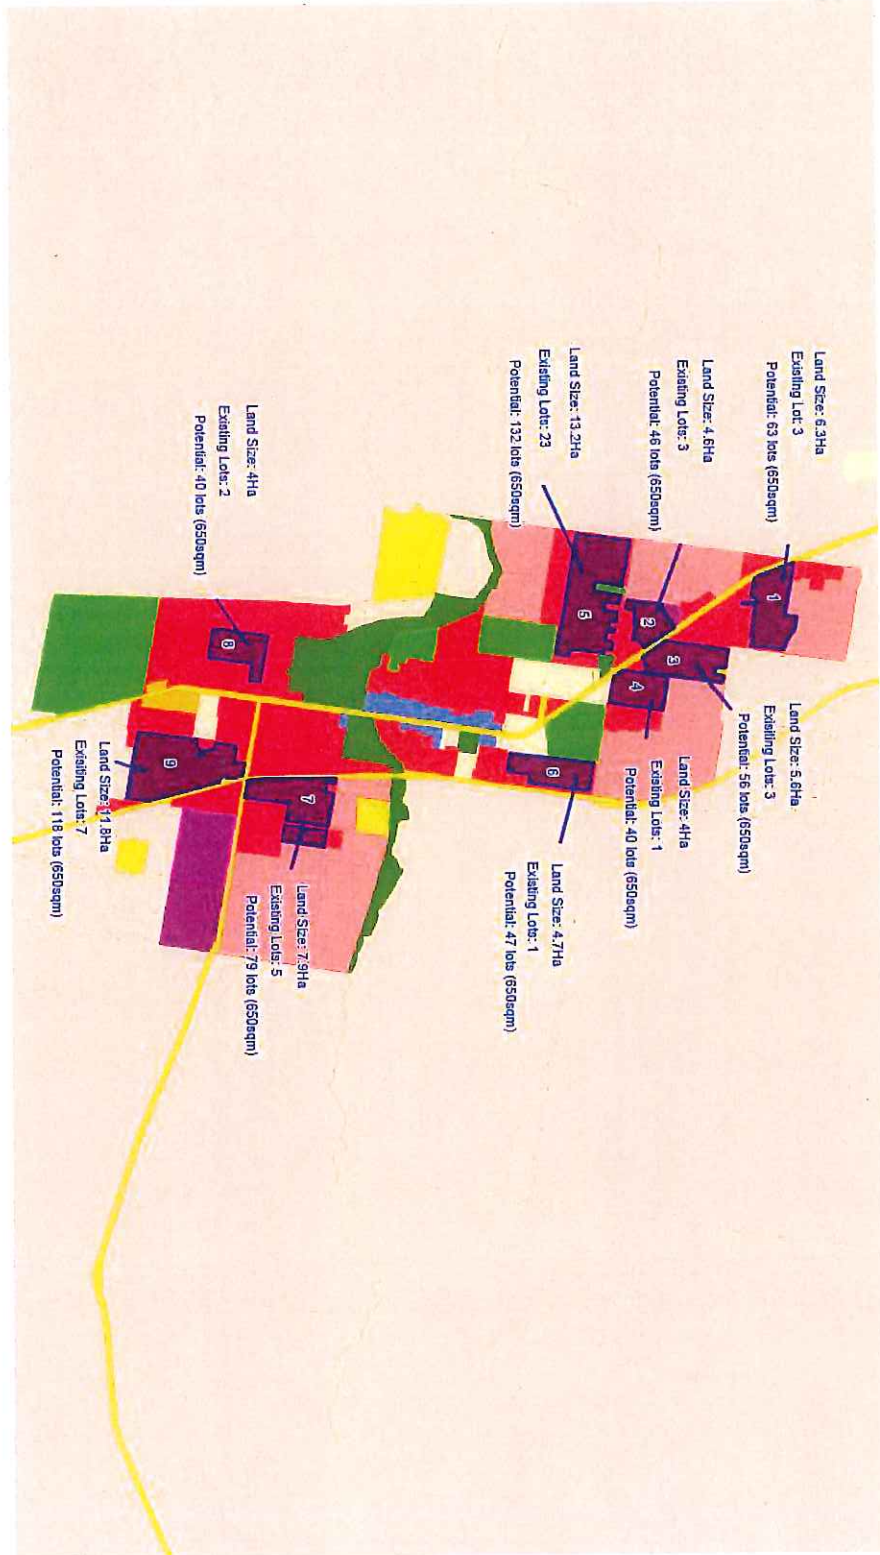 Land Size: 6.3Ha
Existing Lot: 3
Potential: 63 lots (650sqm)
1
Land Size: 4.6Ha
Existing Lots: 3
Potential: 46 lots (650sqm)
2
Land Size: 5.6Ha
Exisiting Lots: 3
Potential: 56 lots (650sqm)
3
Land Size: 4Ha
Existing Lots: 1
Potential: 40 lots (650sqm)
4
Land Size: 13.2Ha
Existing Lots: 23
Potential: 132 lots (650sqm)
5
Land Size: 4.7Ha
Existing Lots: 1
Potential: 47 lots (650sqm)
6
Land Size: 7.9Ha
Existing Lots: 5
Potential: 79 lots (650sqm)
7
Land Size: 4Ha
Existing Lots: 2
Potential: 40 lots (650sqm)
8
Land Size: 11.8Ha
Exisiting Lots: 7
Potential: 118 lots (650sqm)
9